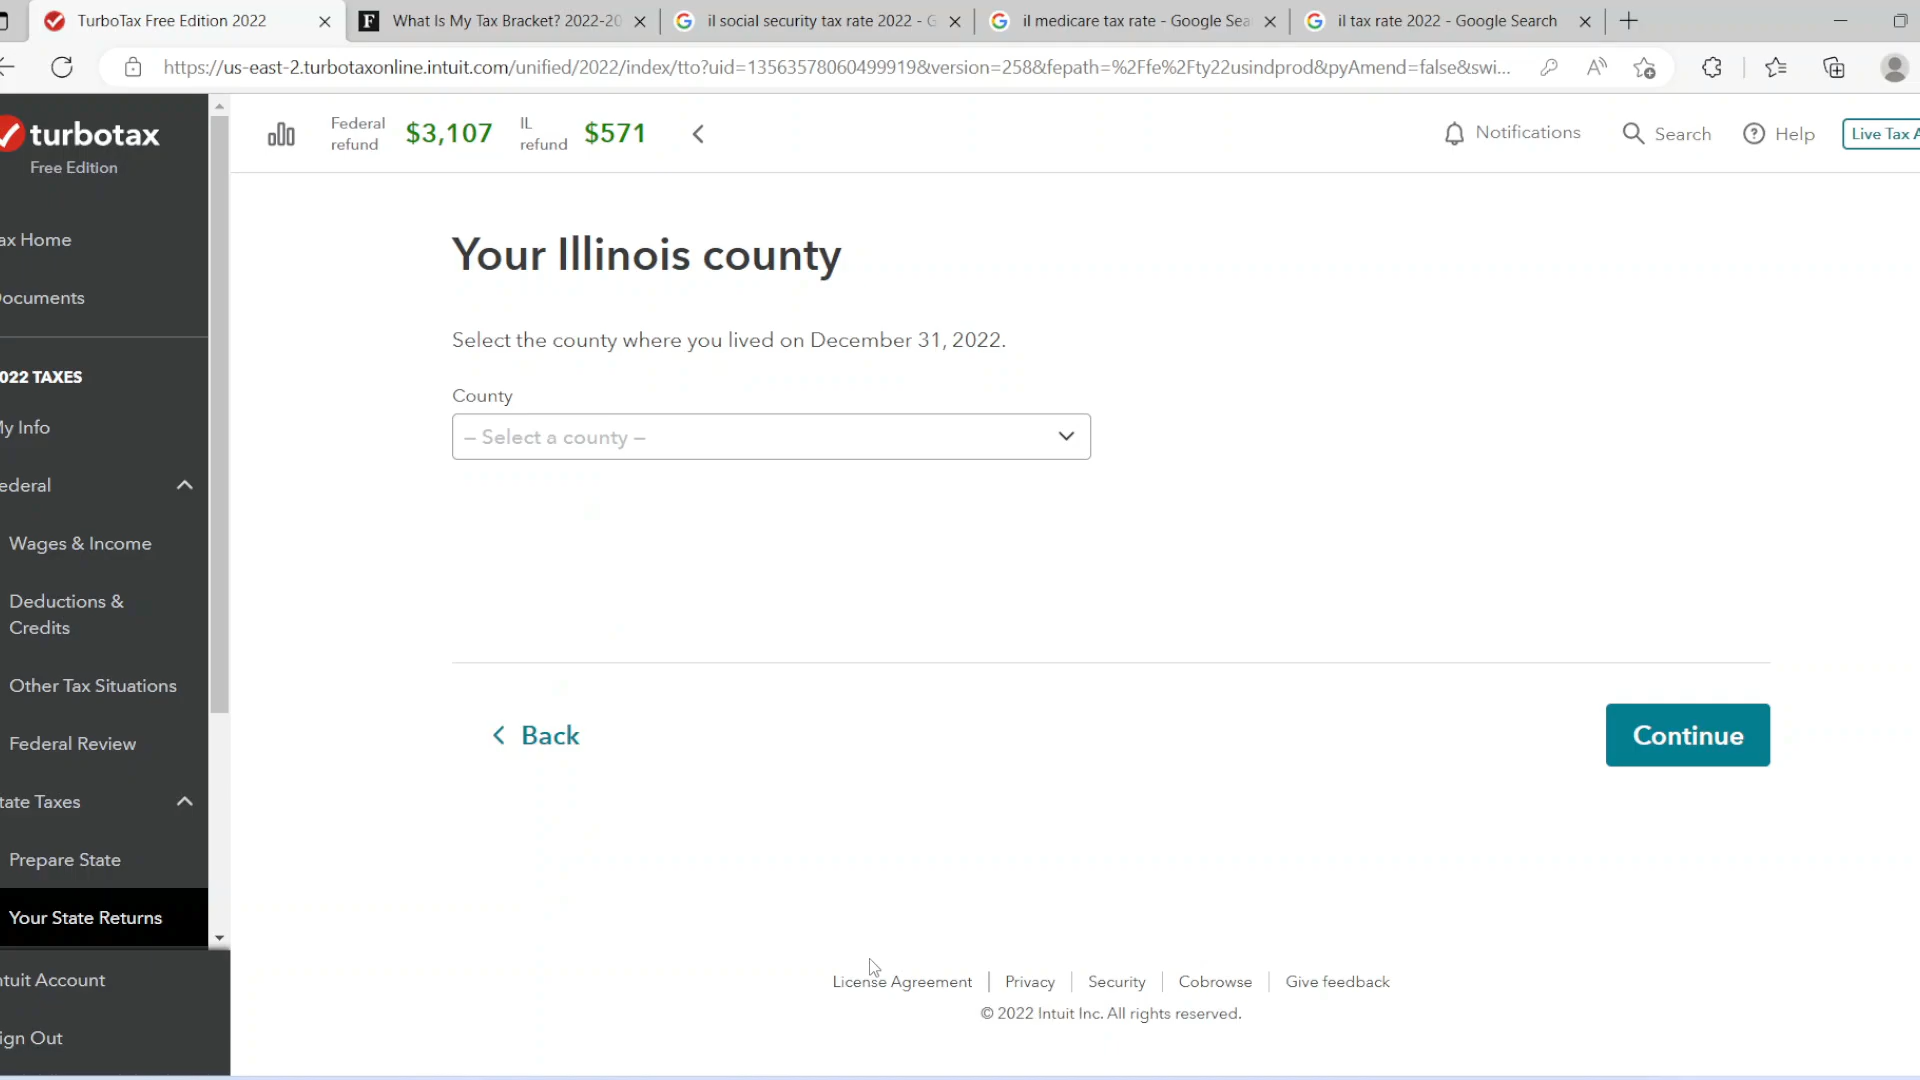 TurboTax Free Edition 2022
What Is My Tax Bracket? 2022-20
il social security tax rate 2022 - G
il medicare tax rate - Google Sea
il tax rate 2022 - Google Search
https://us-east-2.turbotaxonline.intuit.com/unified/2022/index/tto?uid=13563578060499919&version=258&fepath=%2Ffe%2Fty22usindprod&pyAmend=false&swi...
turbotax
Free Edition
Federal refund $3,107
IL refund $571
Notifications
Search
Help
Live Tax A
ax Home
ocuments
022 TAXES
My Info
ederal
Wages & Income
Deductions &
Credits
Other Tax Situations
Federal Review
tate Taxes
Prepare State
Your State Returns
ntuit Account
ign Out
Your Illinois county
Select the county where you lived on December 31, 2022.
County
– Select a county –
Back
Continue
License Agreement | Privacy | Security | Cobrowse | Give feedback
© 2022 Intuit Inc. All rights reserved.